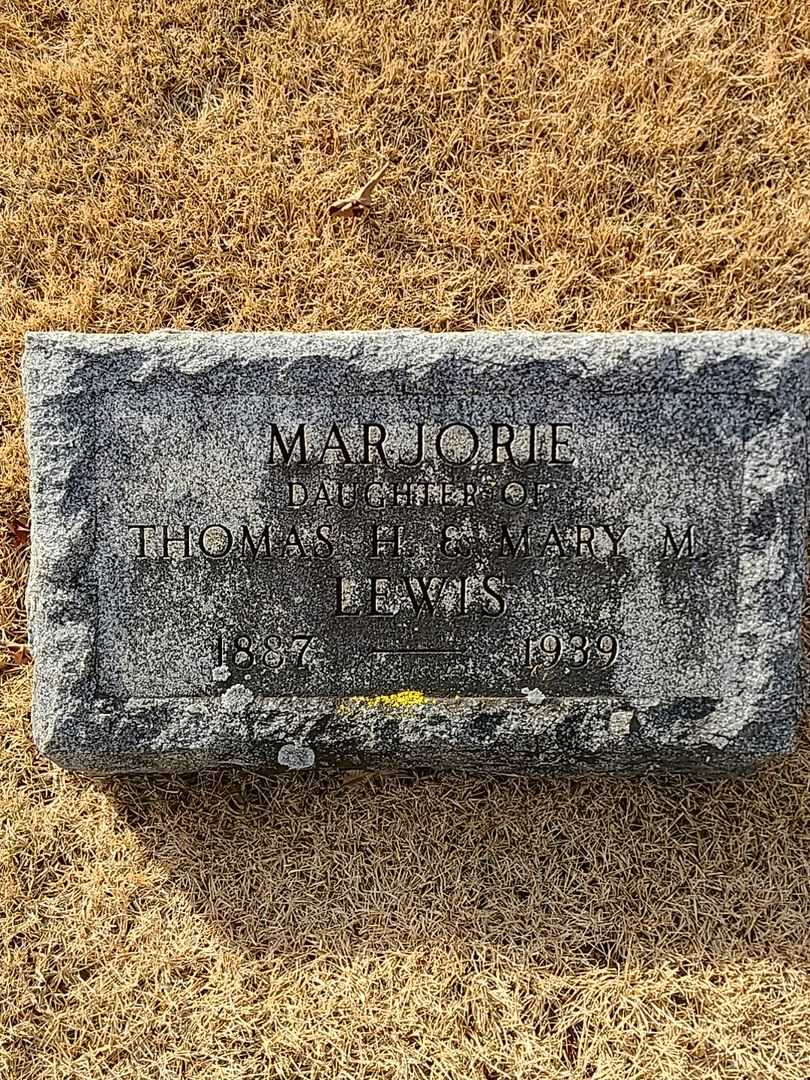 MARJORIE
DAUGHTER OF
THOMAS H. & MARY M.
LEWIS
1887 — 1939